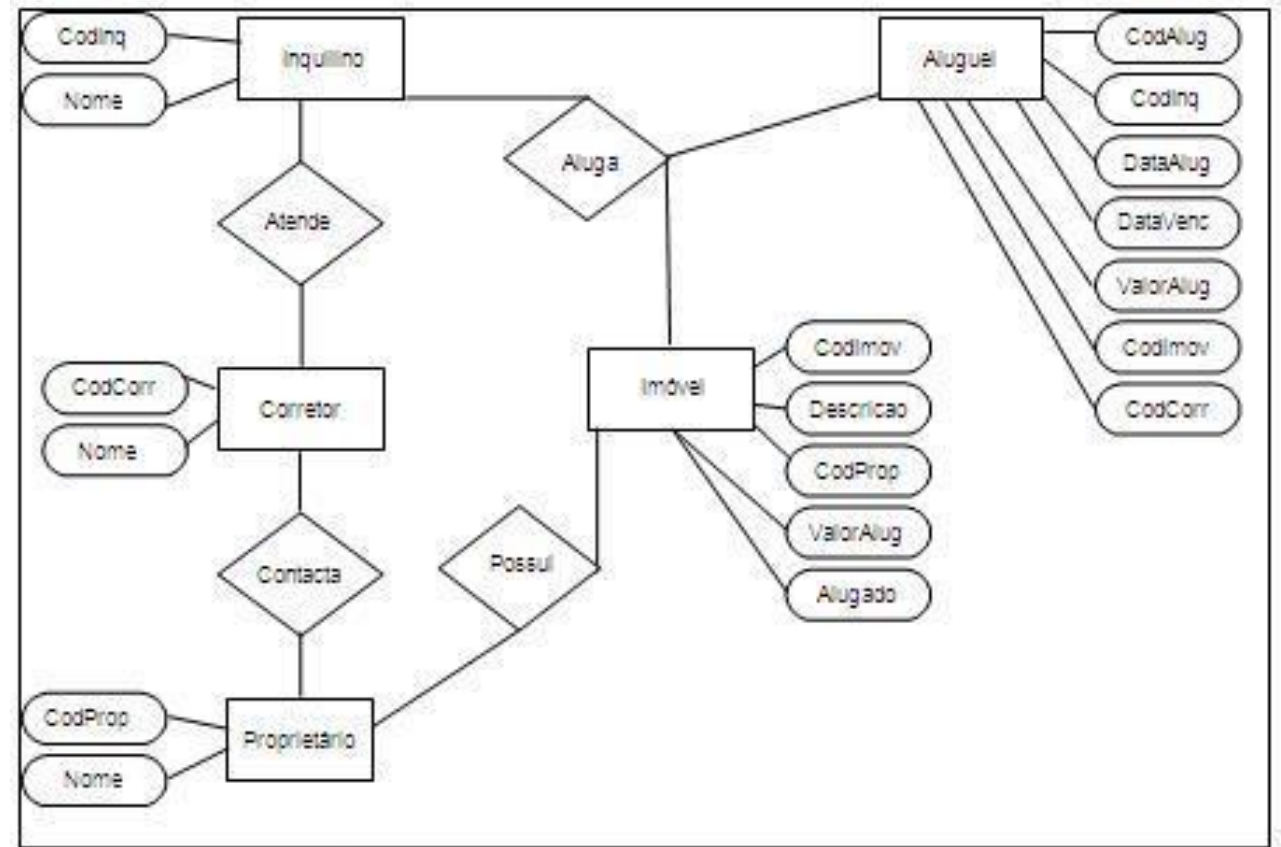 CodInq
Inquilino
Aluguel
CodAlug
Nome
CodInq
Aluga
DataAlug
Atende
DataVenc
ValorAlug
CodImov
CodImov
CodCorr
Corretor
Imóvel
Descricao
CodCorr
Nome
CodProp
ValorAlug
Contacta
Possui
Alugado
CodProp
Proprietário
Nome